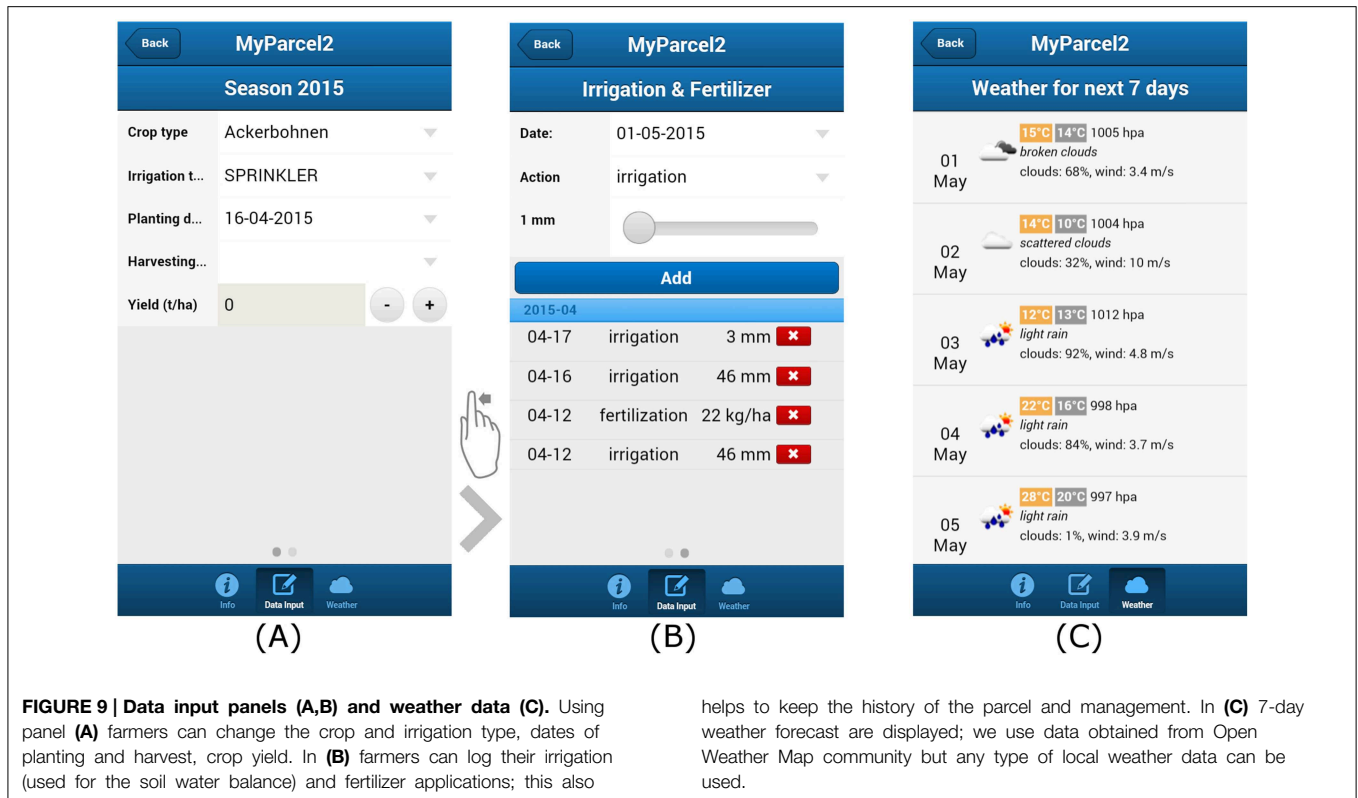 Back MyParcel2
Season 2015
Crop type Ackerbohnen
Irrigation t... SPRINKLER
Planting d... 16-04-2015
Harvesting...
Yield (t/ha) 0 - +
Info Data Input Weather
(A)
Back MyParcel2
Irrigation & Fertilizer
Date: 01-05-2015
Action irrigation
1 mm
Add
2015-04
04-17 irrigation 3 mm
04-16 irrigation 46 mm
04-12 fertilization 22 kg/ha
04-12 irrigation 46 mm
Info Data Input Weather
(B)
Back MyParcel2
Weather for next 7 days
01 May
15°C 14°C 1005 hpa
broken clouds
clouds: 68%, wind: 3.4 m/s
02 May
14°C 10°C 1004 hpa
scattered clouds
clouds: 32%, wind: 10 m/s
03 May
12°C 13°C 1012 hpa
light rain
clouds: 92%, wind: 4.8 m/s
04 May
22°C 16°C 998 hpa
light rain
clouds: 84%, wind: 3.7 m/s
05 May
28°C 20°C 997 hpa
light rain
clouds: 1%, wind: 3.9 m/s
Info Data Input Weather
(C)
FIGURE 9 | Data input panels (A,B) and weather data (C). Using
panel (A) farmers can change the crop and irrigation type, dates of
planting and harvest, crop yield. In (B) farmers can log their irrigation
(used for the soil water balance) and fertilizer applications; this also
helps to keep the history of the parcel and management. In (C) 7-day
weather forecast are displayed; we use data obtained from Open
Weather Map community but any type of local weather data can be
used.